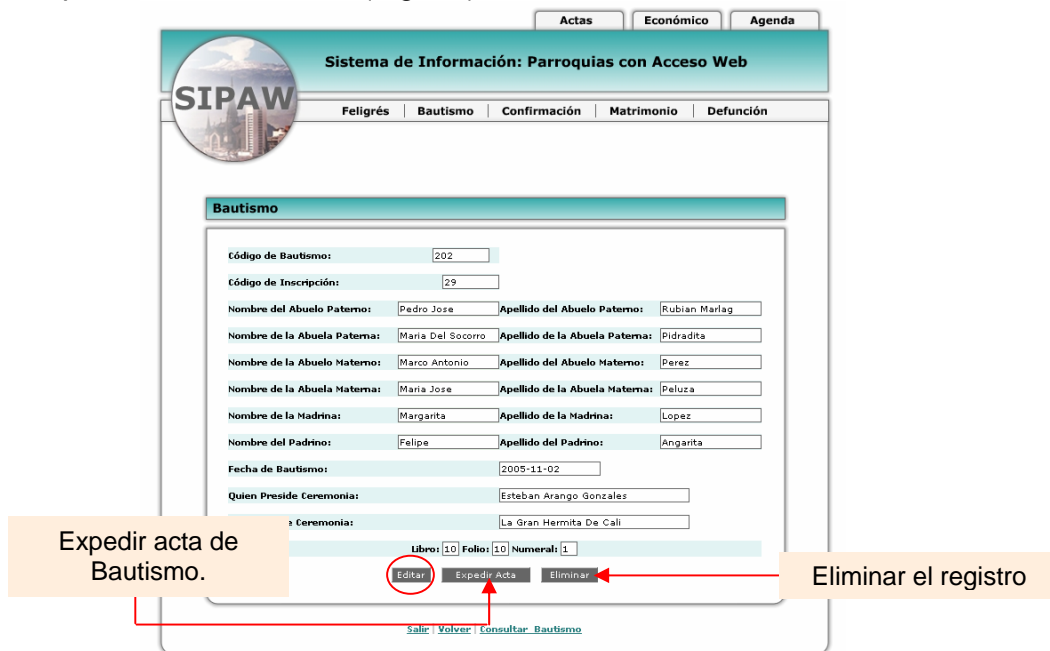 Actas Económico Agenda
Sistema de Información: Parroquias con Acceso Web
SIPAW
Feligrés | Bautismo | Confirmación | Matrimonio | Defunción
Bautismo
Código de Bautismo: 202
Código de Inscripción: 29
Nombre del Abuelo Paterno: Pedro Jose Apellido del Abuelo Paterno: Rubian Marlag
Nombre de la Abuela Paterna: Maria Del Socorro Apellido de la Abuela Paterna: Pidradita
Nombre de la Abuelo Materno: Marco Antonio Apellido del Abuelo Materno: Perez
Nombre de la Abuela Materna: Maria Jose Apellido de la Abuela Materna: Peluza
Nombre de la Madrina: Margarita Apellido de la Madrina: Lopez
Nombre del Padrino: Felipe Apellido del Padrino: Angarita
Fecha de Bautismo: 2005-11-02
Quien Preside Ceremonia: Esteban Arango Gonzales
Ceremonia: La Gran Hermita De Cali
Libro: 10 Folio: 10 Numeral: 1
Editar Expedir Acta Eliminar
Expedir acta de
Bautismo.
Eliminar el registro
Salir | Volver | Consultar Bautismo